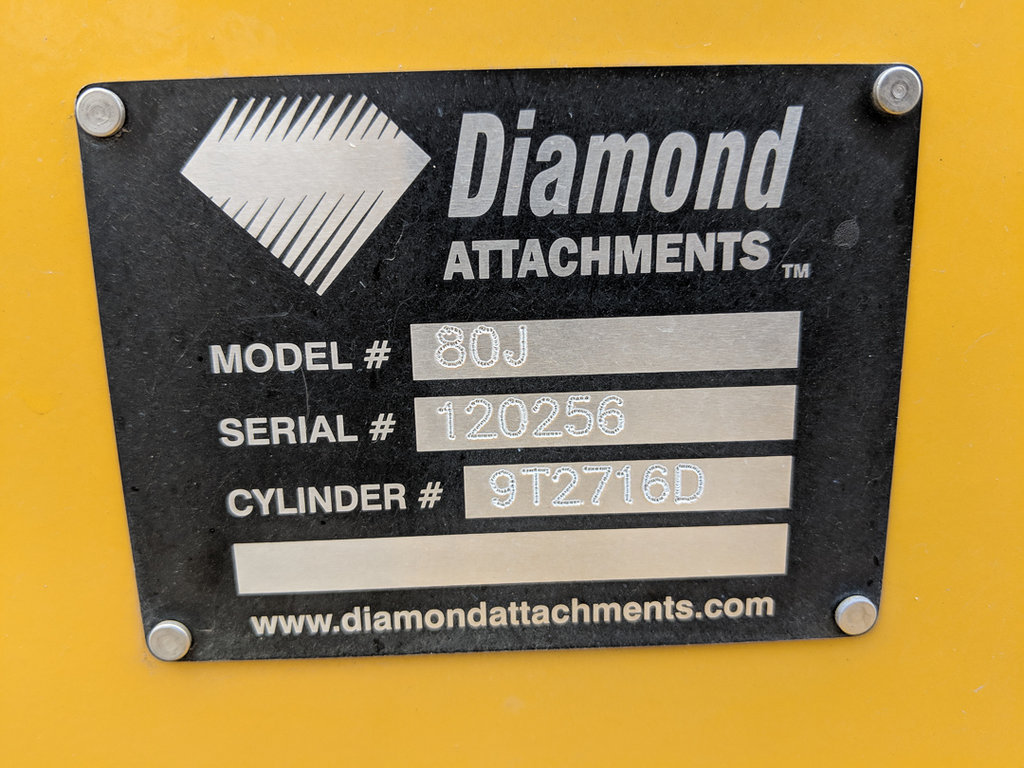 Diamond
ATTACHMENTS TM
MODEL # 80J
SERIAL # 120256
CYLINDER # 9T2716D
www.diamondattachments.com